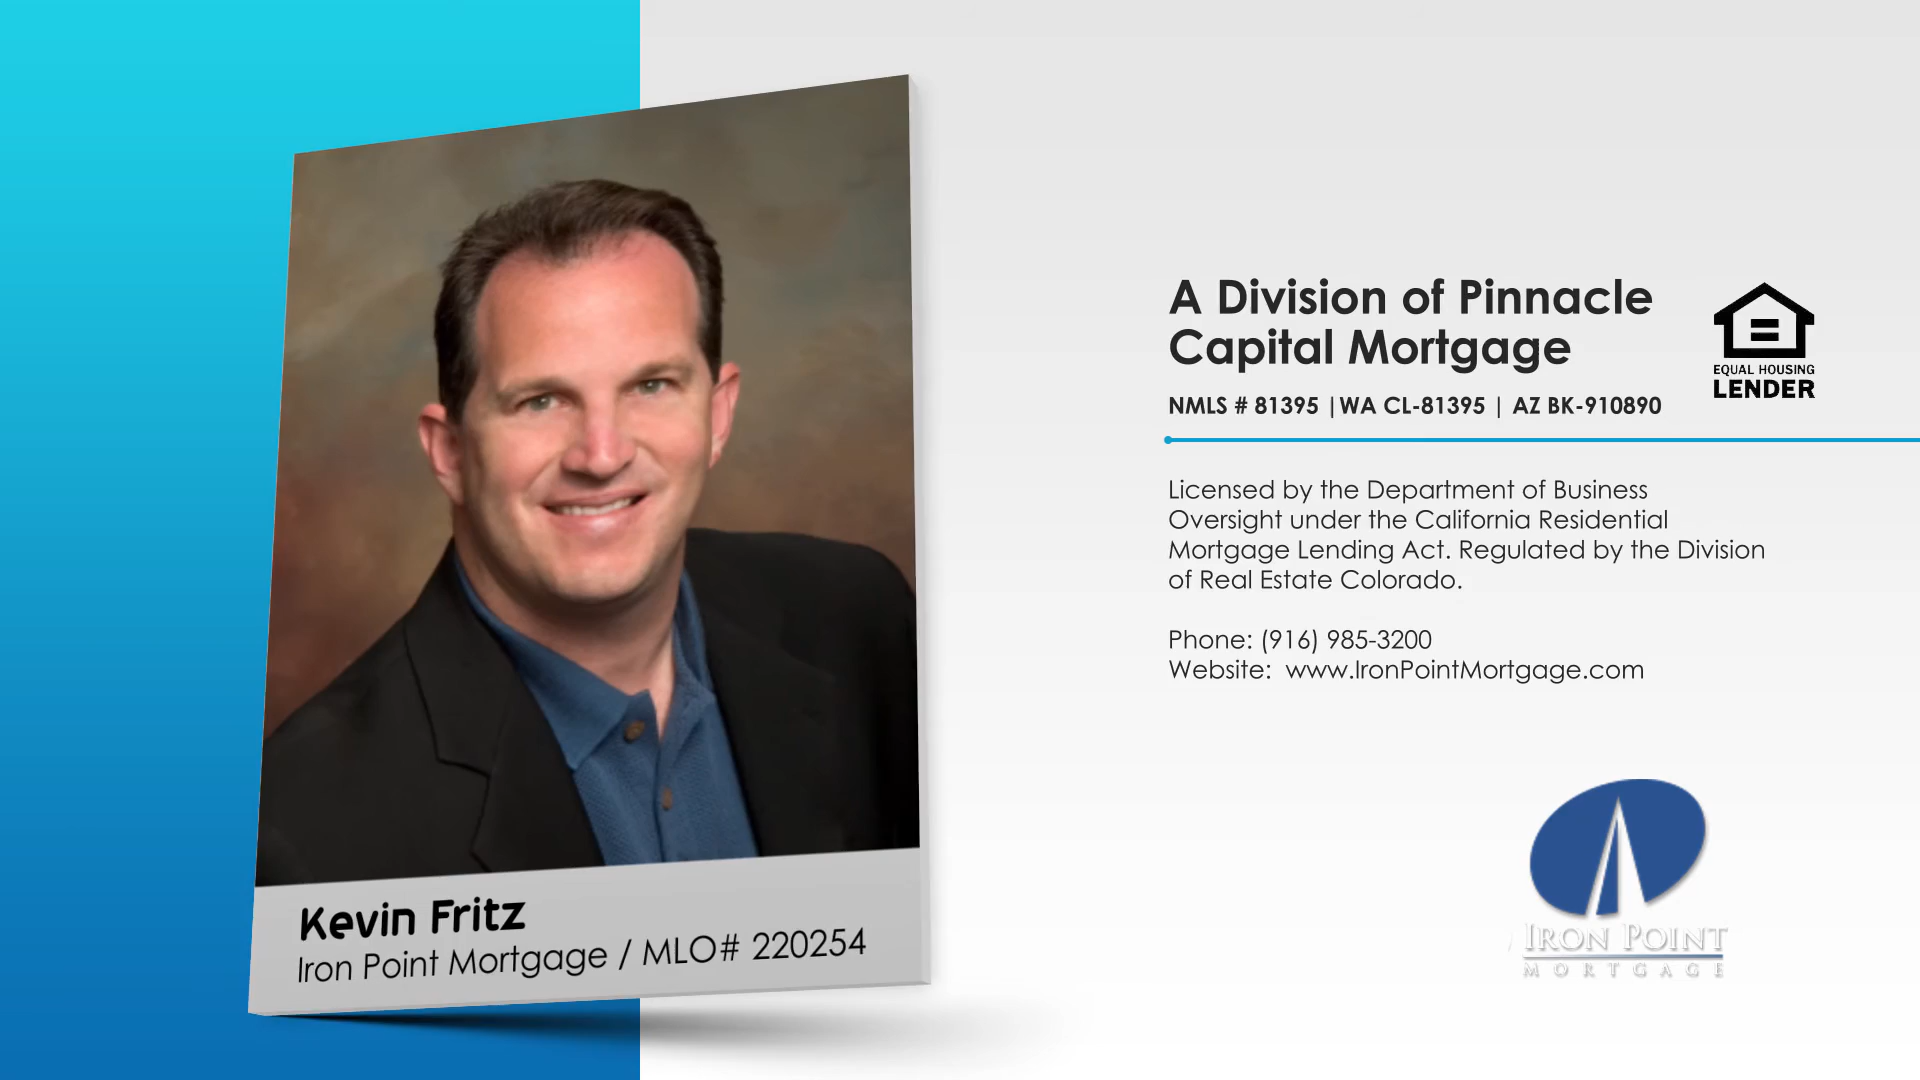 Kevin Fritz
Iron Point Mortgage / MLO# 220254
A Division of Pinnacle
Capital Mortgage
NMLS # 81395 |WA CL-81395 | AZ BK-910890
EQUAL HOUSING
LENDER
Licensed by the Department of Business
Oversight under the California Residential
Mortgage Lending Act. Regulated by the Division
of Real Estate Colorado.
Phone: (916) 985-3200
Website:  www.IronPointMortgage.com
IRON POINT
MORTGAGE